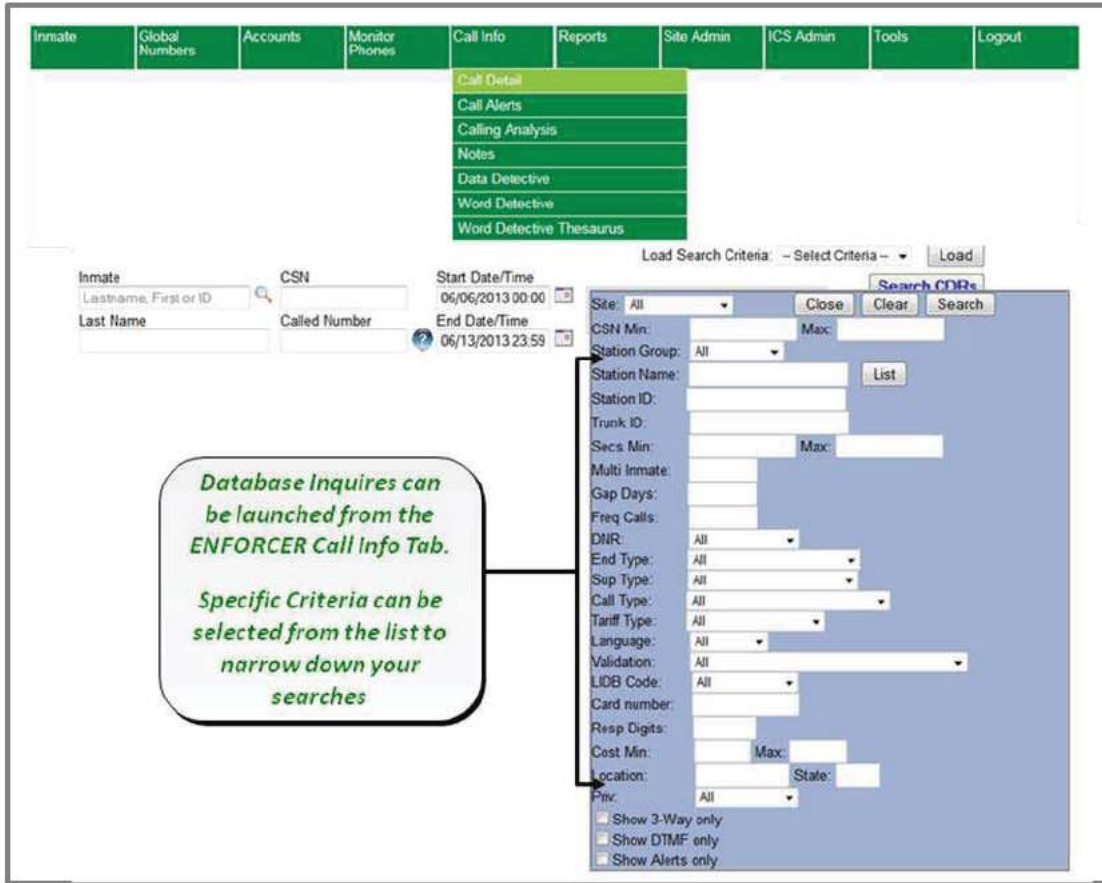 Inmate Global Numbers Accounts Monitor Phones Call Info Reports Site Admin ICS Admin Tools Logout
Call Detail
Call Alerts
Calling Analysis
Notes
Data Detective
Word Detective
Word Detective Thesaurus
Load Search Criteria: -- Select Criteria -- Load
Inmate CSN Start Date/Time
Lastname, First or ID 06/06/2013 00:00 Search CDRs
Last Name Called Number End Date/Time
? 06/13/2013 23:59
Site: All Close Clear Search
CSN Min: Max:
Station Group: All
Station Name: List
Station ID:
Trunk ID:
Secs Min: Max:
Multi Inmate:
Gap Days:
Freq Calls:
DNR: All
End Type: All
Sup Type: All
Call Type: All
Tariff Type: All
Language: All
Validation: All
LIDB Code: All
Card number:
Resp Digits:
Cost Min: Max:
Location: State:
Priv: All
Show 3-Way only
Show DTMF only
Show Alerts only
Database Inquires can
be launched from the
ENFORCER Call Info Tab.
Specific Criteria can be
selected from the list to
narrow down your
searches